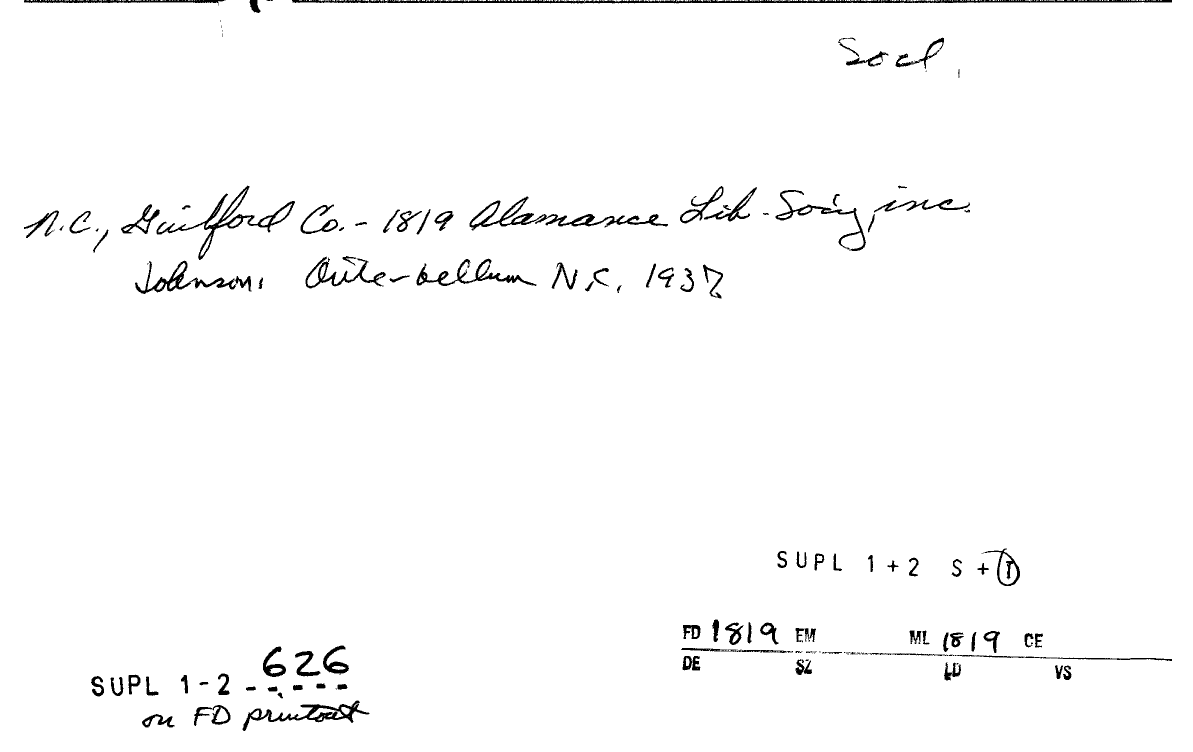 Socl.
N.C., Guilford Co. - 1819 Alamance Lib. Soc'y, inc.
Johnson. Ante-bellum N.C. 1937
SUPL 1+2 S+T
FD 1819 EM ML 1819 CE
DE SZ LD VS
SUPL 1-2 626
on FD printout